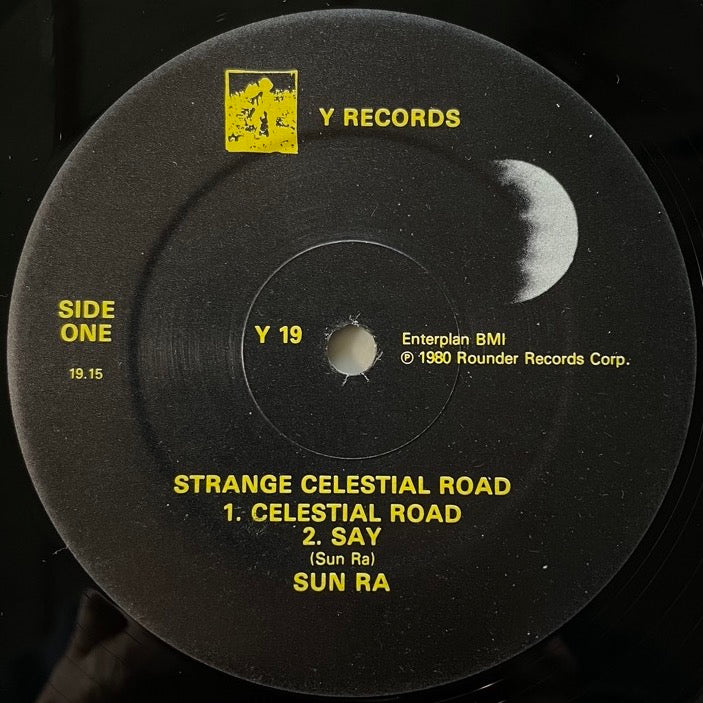 Y RECORDS
SIDE
ONE
19.15
Y 19
Enterplan BMI
℗ 1980 Rounder Records Corp.
STRANGE CELESTIAL ROAD
1. CELESTIAL ROAD
2. SAY
(Sun Ra)
SUN RA